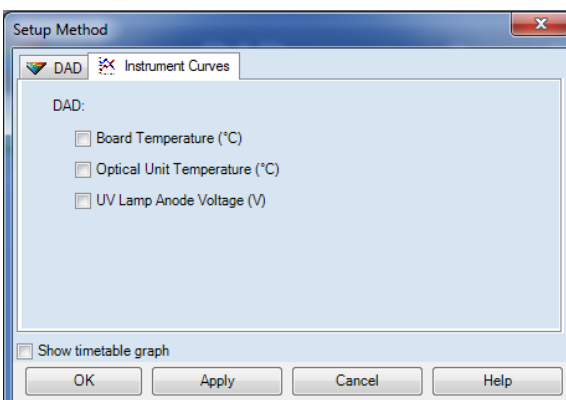 Setup Method
DAD
Instrument Curves
DAD:
Board Temperature (°C)
Optical Unit Temperature (°C)
UV Lamp Anode Voltage (V)
Show timetable graph
OK
Apply
Cancel
Help